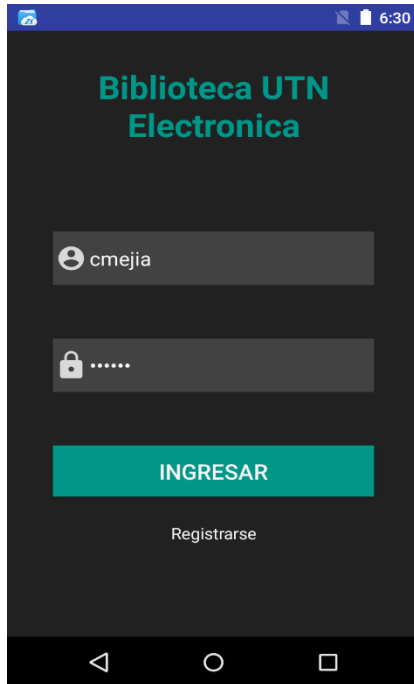 6:30
Biblioteca UTN
Electronica
cmejia
••••••
INGRESAR
Registrarse